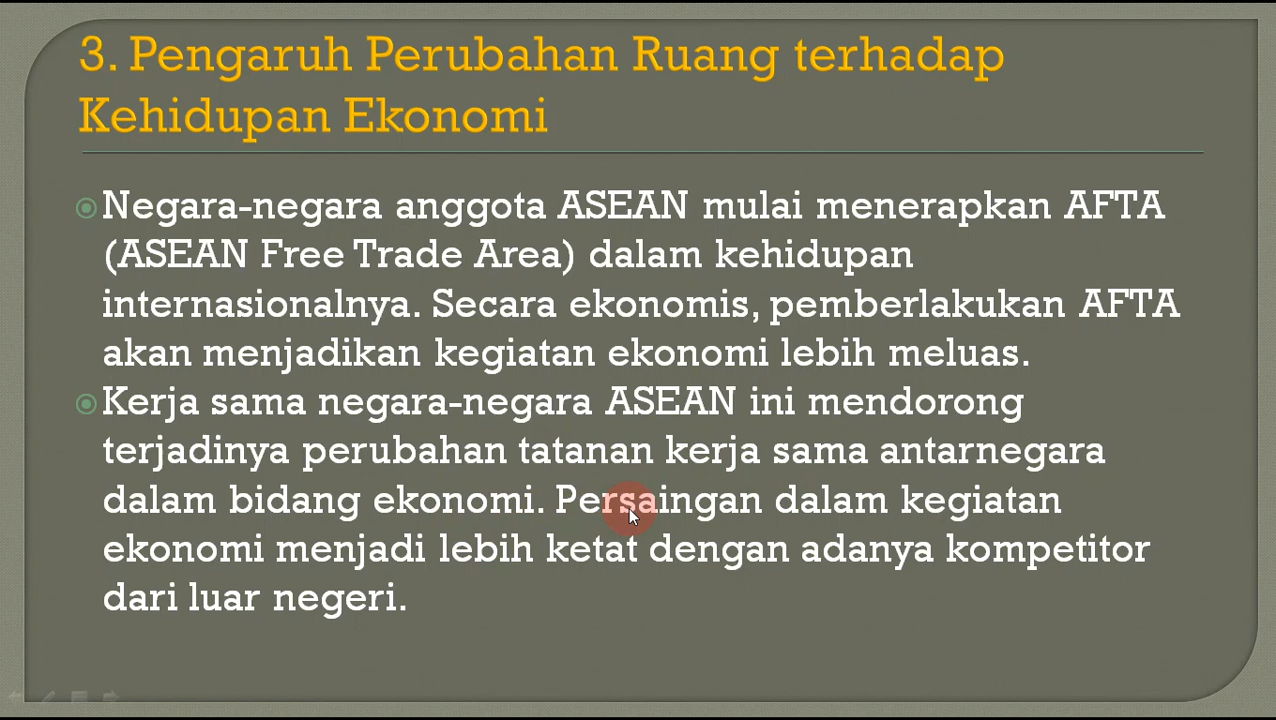 3. Pengaruh Perubahan Ruang terhadap
Kehidupan Ekonomi
Negara-negara anggota ASEAN mulai menerapkan AFTA
(ASEAN Free Trade Area) dalam kehidupan
internasionalnya. Secara ekonomis, pemberlakukan AFTA
akan menjadikan kegiatan ekonomi lebih meluas.
Kerja sama negara-negara ASEAN ini mendorong
terjadinya perubahan tatanan kerja sama antarnegara
dalam bidang ekonomi. Persaingan dalam kegiatan
ekonomi menjadi lebih ketat dengan adanya kompetitor
dari luar negeri.